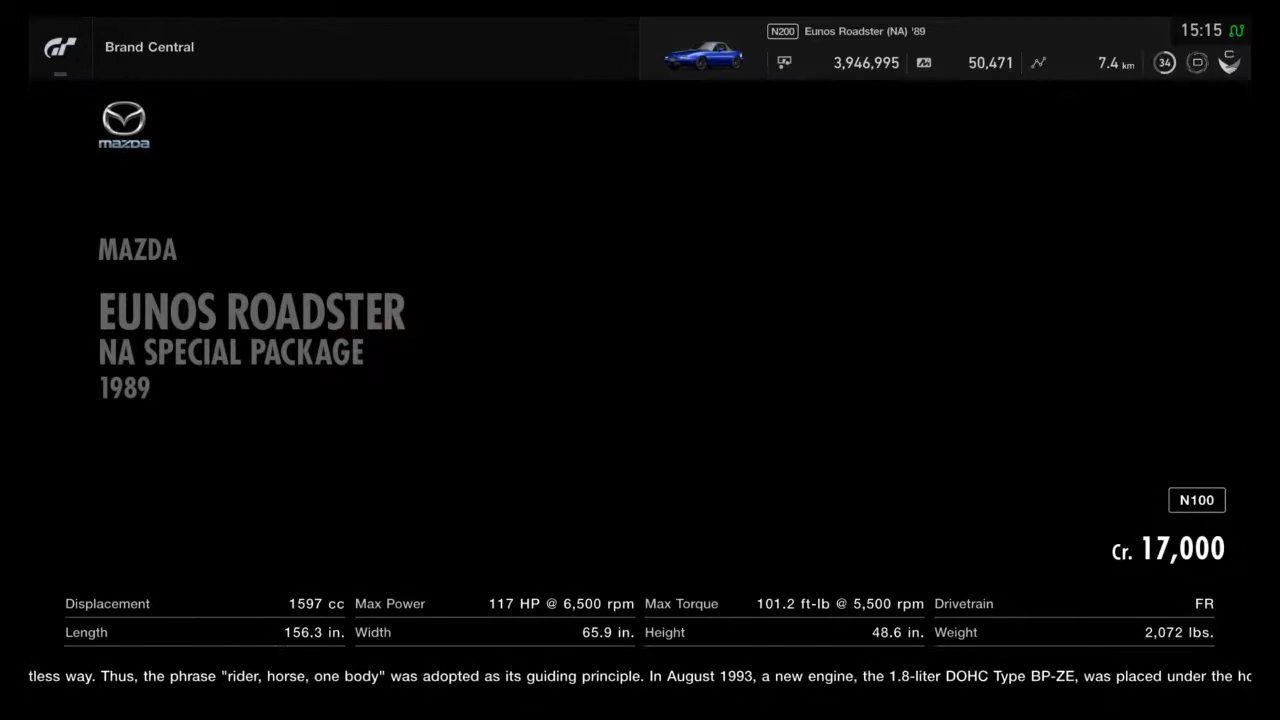 Brand Central
N200 Eunos Roadster (NA) '89
15:15
3,946,995 50,471 7.4 km 34 D C
mazda
MAZDA
EUNOS ROADSTER
NA SPECIAL PACKAGE
1989
N100
Cr. 17,000
Displacement 1597 cc Max Power 117 HP @ 6,500 rpm Max Torque 101.2 ft-lb @ 5,500 rpm Drivetrain FR
Length 156.3 in. Width 65.9 in. Height 48.6 in. Weight 2,072 lbs.
tless way. Thus, the phrase "rider, horse, one body" was adopted as its guiding principle. In August 1993, a new engine, the 1.8-liter DOHC Type BP-ZE, was placed under the